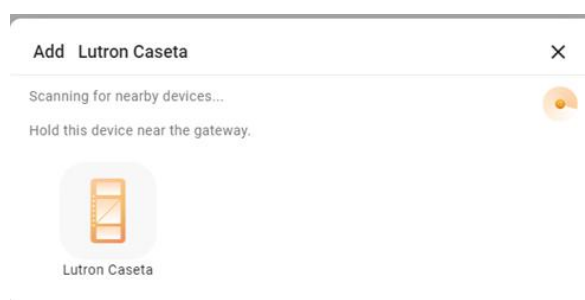 Add Lutron Caseta
Scanning for nearby devices...
Hold this device near the gateway.
Lutron Caseta